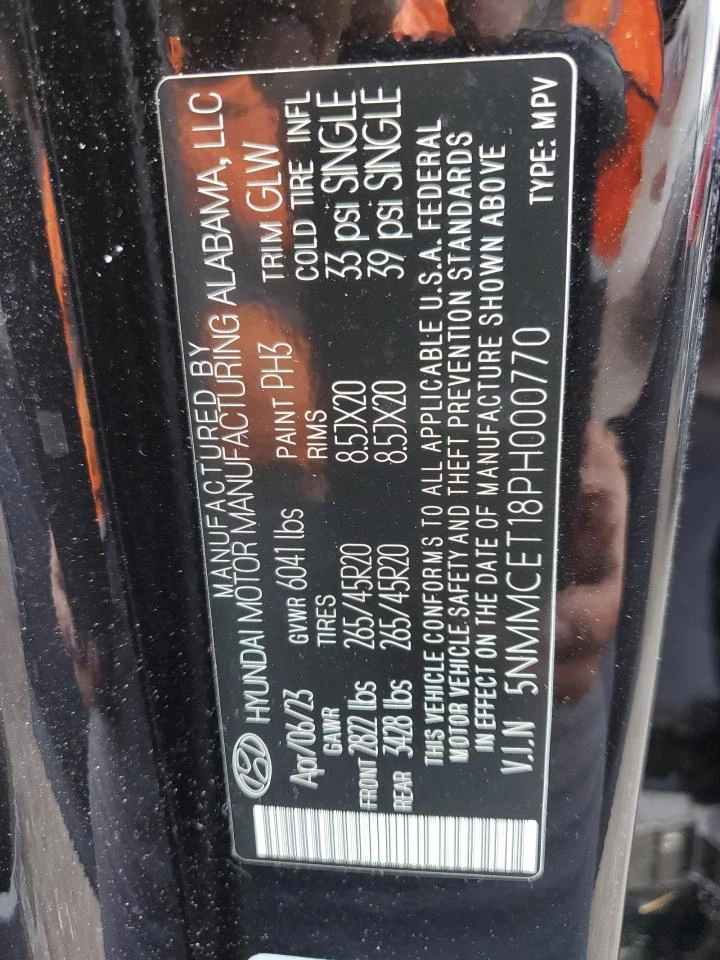 MANUFACTURED BY
HYUNDAI MOTOR MANUFACTURING ALABAMA, LLC
Apr/06/23 GVWR 6041 lbs PAINT PH3 TRIM GLW
GAWR TIRES RIMS COLD TIRE INFL
FRONT 2822 lbs 265/45R20 8.5JX20 33 psi SINGLE
REAR 3428 lbs 265/45R20 8.5JX20 39 psi SINGLE
THIS VEHICLE CONFORMS TO ALL APPLICABLE U.S.A. FEDERAL
MOTOR VEHICLE SAFETY AND THEFT PREVENTION STANDARDS
IN EFFECT ON THE DATE OF MANUFACTURE SHOWN ABOVE
V.I.N 5NMMCET18PH000770 TYPE: MPV